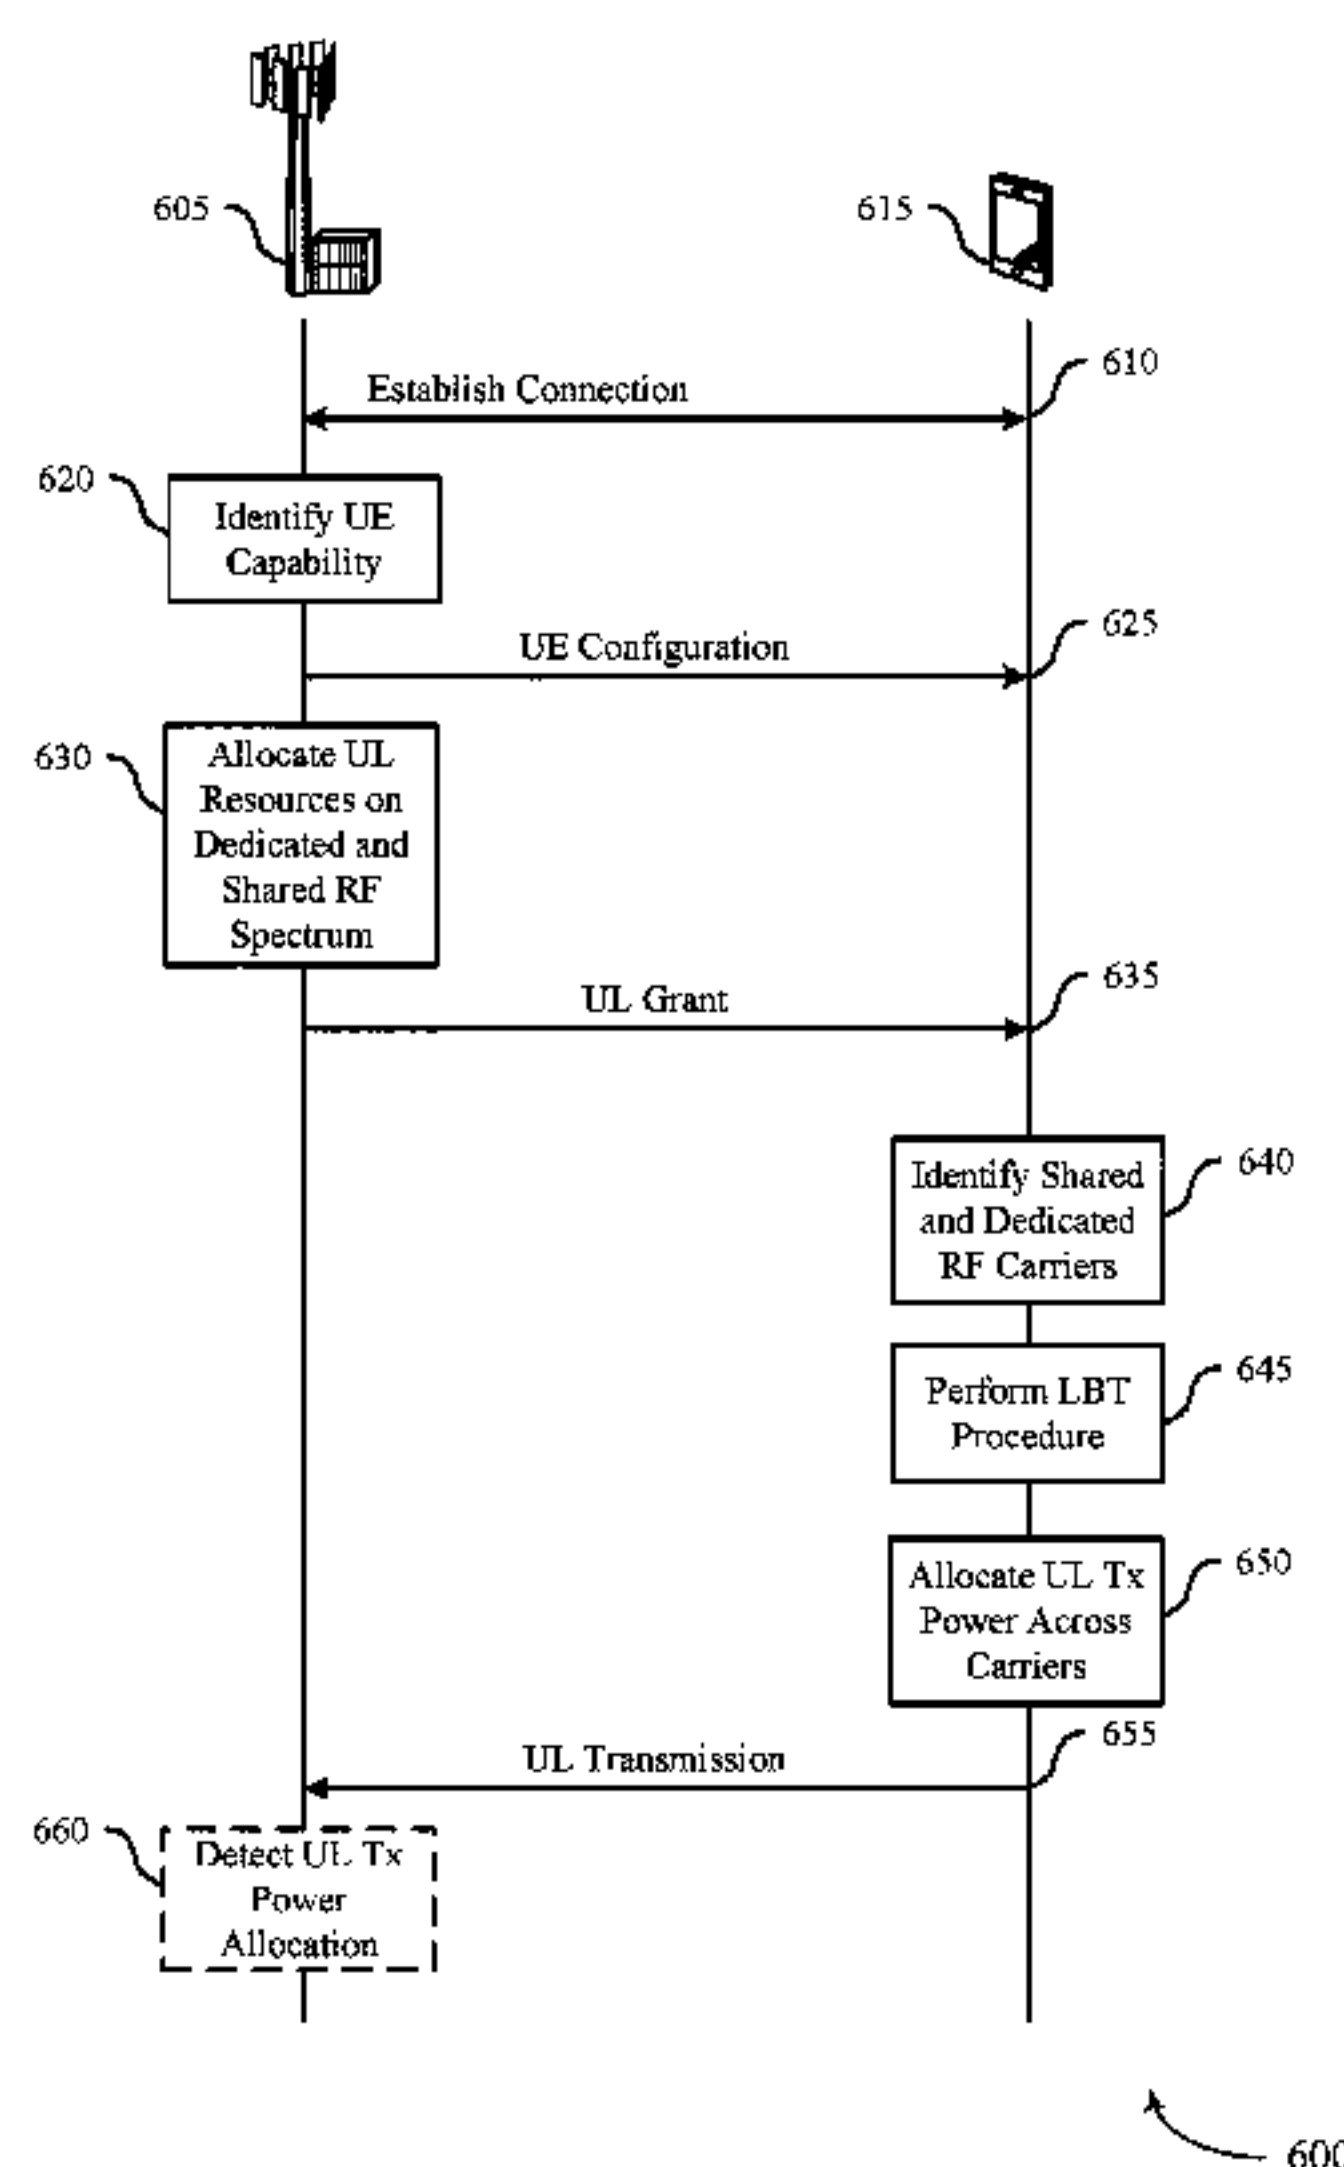 605
615
610
Establish Connection
620
Identify UE
Capability
625
UE Configuration
630
Allocate UL
Resources on
Dedicated and
Shared RF
Spectrum
635
UL Grant
640
Identify Shared
and Dedicated
RF Carriers
645
Perform LBT
Procedure
650
Allocate UL Tx
Power Across
Carriers
655
UL Transmission
660
Detect UL Tx
Power
Allocation
600